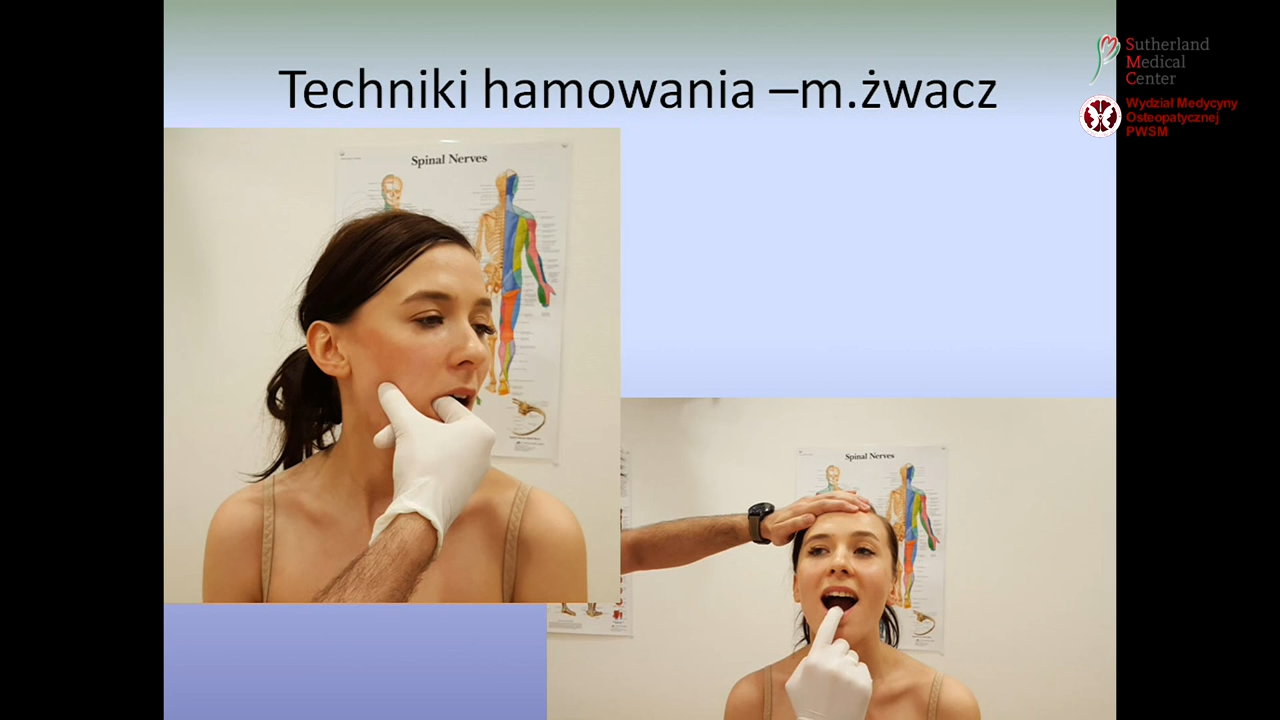 Techniki hamowania –m.żwacz
Sutherland
Medical
Center
Wydział Medycyny
Osteopatycznej
PWSM
Spinal Nerves
Spinal Nerves